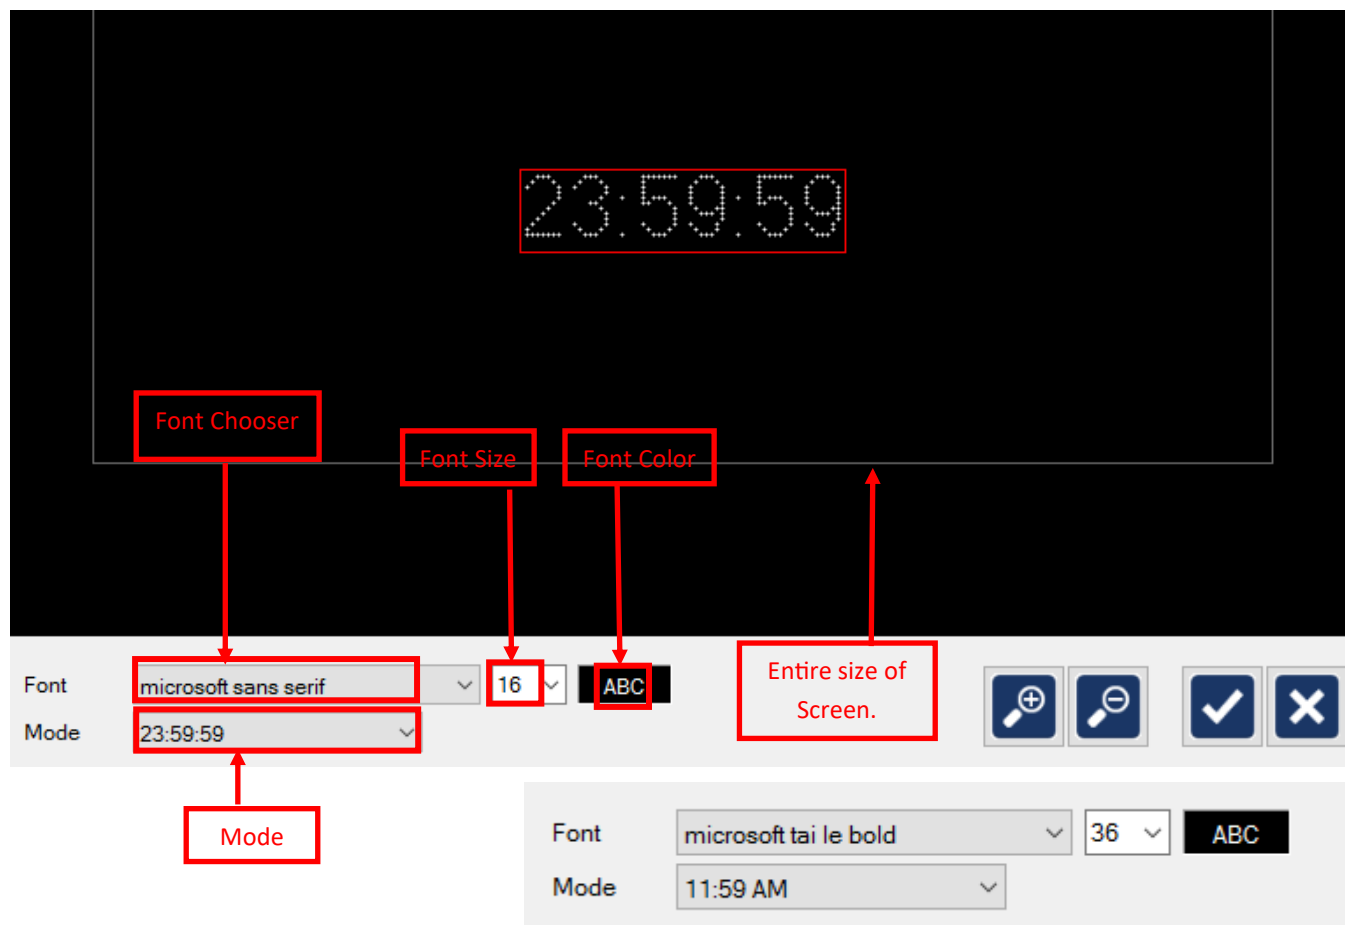 23:59:59
Font Chooser
Font Size
Font Color
Entire size of
Screen.
Font
microsoft sans serif
16
ABC
Mode
23:59:59
Mode
Font
microsoft tai le bold
36
ABC
Mode
11:59 AM